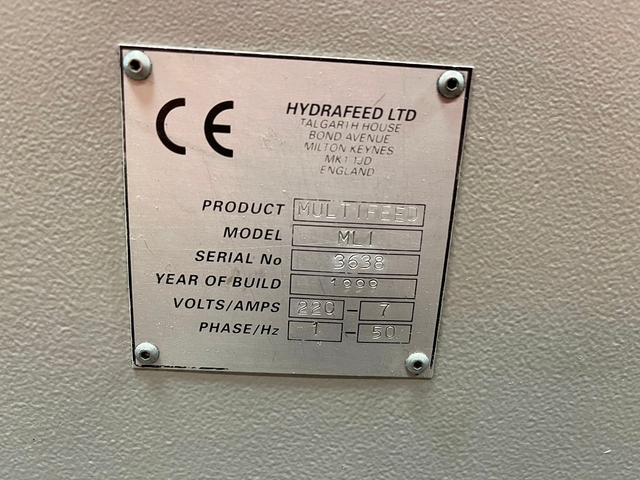 CE
HYDRAFEED LTD
TALGARTH HOUSE
BOND AVENUE
MILTON KEYNES
MK1 1JD
ENGLAND
PRODUCT MULTIFEED
MODEL ML1
SERIAL No 3638
YEAR OF BUILD 1999
VOLTS/AMPS 220 - 7
PHASE/Hz 1 - 50